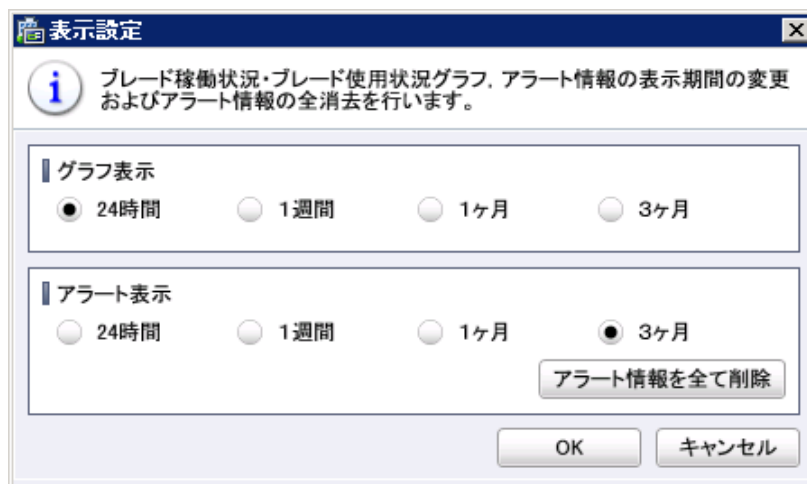 表示設定
ブレード稼働状況・ブレード使用状況グラフ, アラート情報の表示期間の変更
およびアラート情報の全消去を行います。
グラフ表示
24時間 1週間 1ヶ月 3ヶ月
アラート表示
24時間 1週間 1ヶ月 3ヶ月
アラート情報を全て削除
OK キャンセル